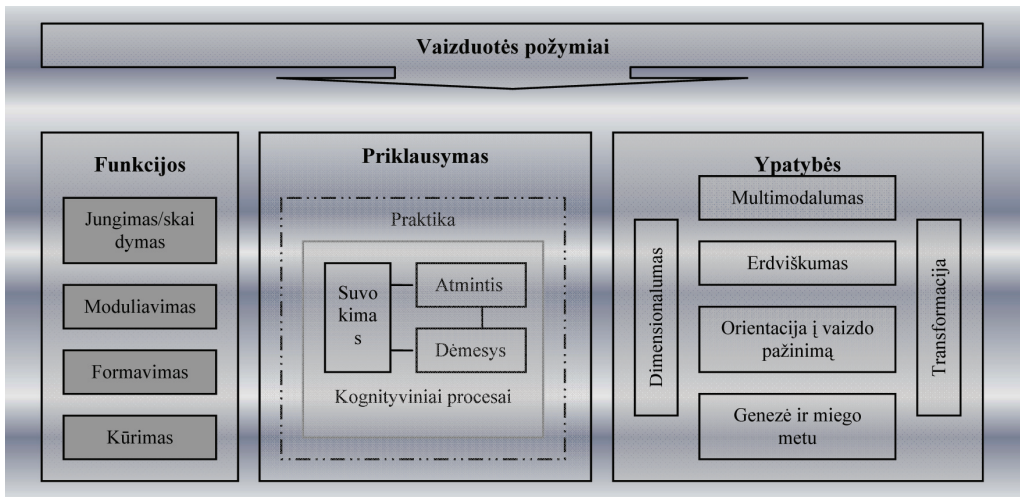 Vaizduotės požymiai
Funkcijos
Jungimas/skai
dymas
Moduliavimas
Formavimas
Kūrimas
Priklausymas
Praktika
Suvo
kima
s
Atmintis
Dėmesys
Kognityviniai procesai
Ypatybės
Dimensionalumas
Multimodalumas
Erdviškumas
Orientacija į vaizdo
pažinimą
Genezė ir miego
metu
Transformacija